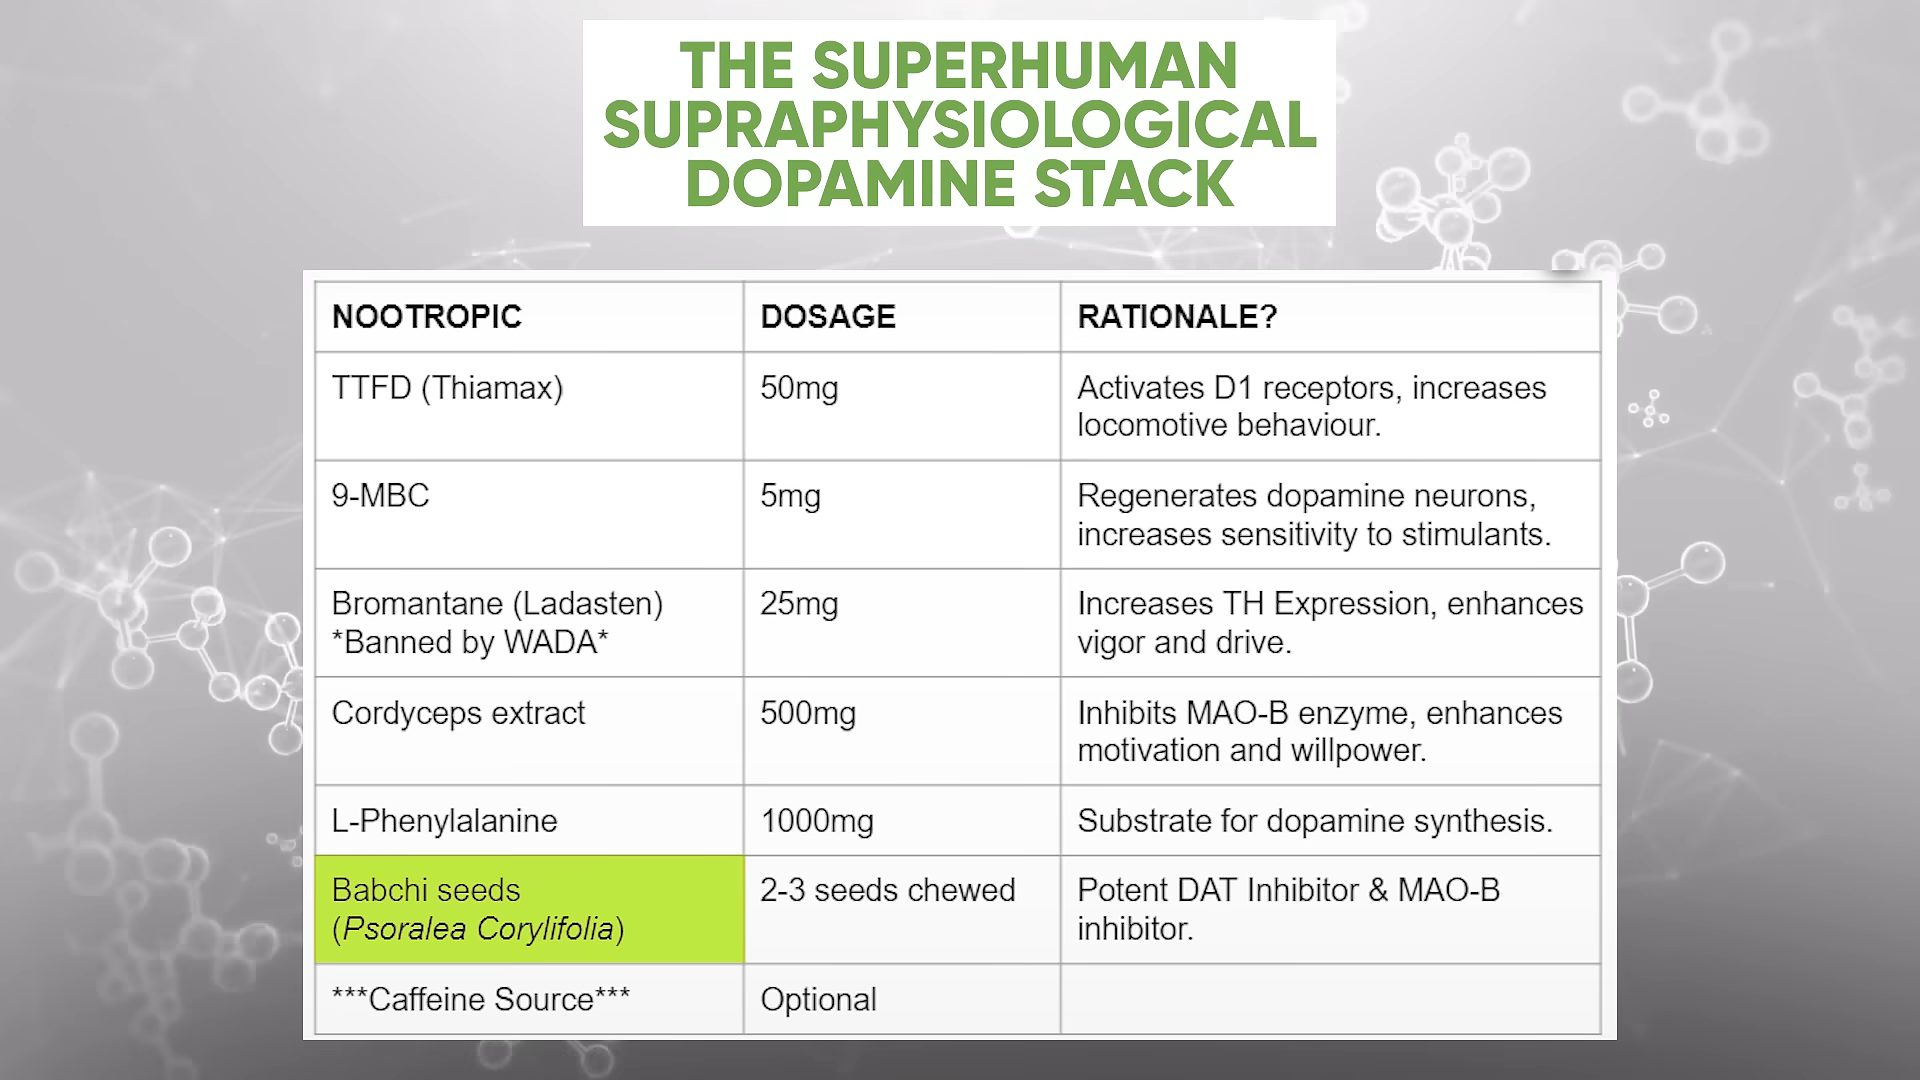 THE SUPERHUMAN
SUPRAPHYSIOLOGICAL
DOPAMINE STACK
NOOTROPIC DOSAGE RATIONALE?
TTFD (Thiamax) 50mg Activates D1 receptors, increases
locomotive behaviour.
9-MBC 5mg Regenerates dopamine neurons,
increases sensitivity to stimulants.
Bromantane (Ladasten) 25mg Increases TH Expression, enhances
*Banned by WADA* vigor and drive.
Cordyceps extract 500mg Inhibits MAO-B enzyme, enhances
motivation and willpower.
L-Phenylalanine 1000mg Substrate for dopamine synthesis.
Babchi seeds 2-3 seeds chewed Potent DAT Inhibitor & MAO-B
(Psoralea Corylifolia) inhibitor.
***Caffeine Source*** Optional